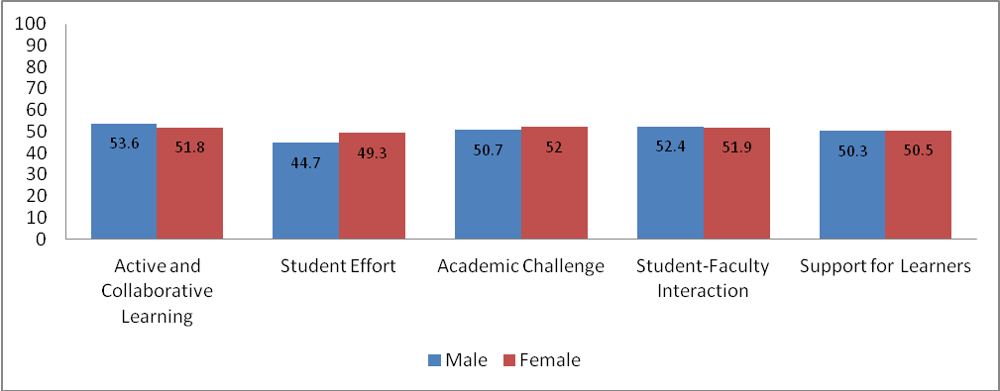 100
90
80
70
60
50
40
30
20
10
0
53.6
51.8
44.7
49.3
50.7
52
52.4
51.9
50.3
50.5
Active and
Collaborative
Learning
Student Effort
Academic Challenge
Student-Faculty
Interaction
Support for Learners
Male
Female